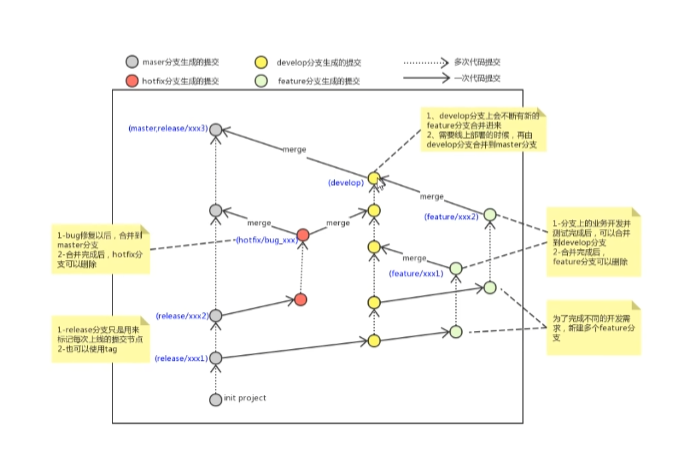 maser分支生成的提交
develop分支生成的提交
多次代码提交
hotfix分支生成的提交
feature分支生成的提交
一次代码提交
(master,release/xxx3)
merge
1、develop分支上会不断有新的
feature分支合并进来
2、需要线上部署的时候，再由
develop分支合并到master分支
(develop)
merge
(feature/xxx2)
merge
merge
1-bug修复以后，合并到
master分支
2-合并完成后，hotfix分
支可以删除
(hotfix/bug_xxx)
1-分支上的业务开发并
测试完成后，可以合并
到develop分支
2-合并完成后，
feature分支可以删除
merge
(feature/xxx1)
(release/xxx2)
1-release分支只是用来
标记每次上线的提交节点
2-也可以使用tag
为了完成不同的开发需
求，新建多个feature分
支
(release/xxx1)
init project